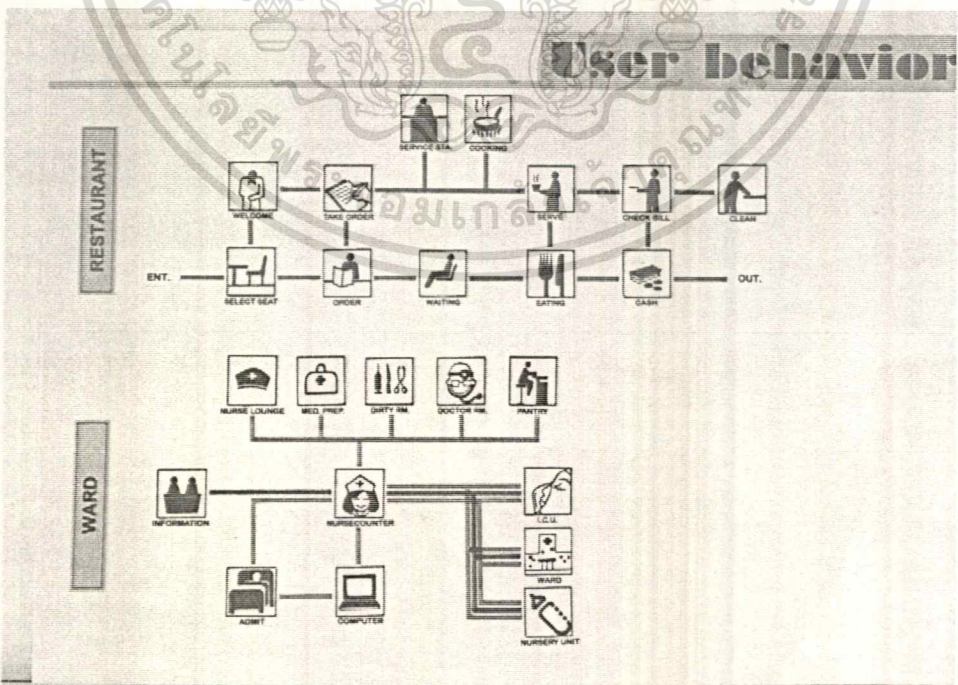 User behavior
RESTAURANT
SERVICE STA.
COOKING
WELCOME
TAKE ORDER
SERVE
CHECK BILL
CLEAN
ENT.
SELECT SEAT
ORDER
WAITING
EATING
CASH
OUT.
WARD
NURSE LOUNGE
MED. PREP.
DIRTY RM.
DOCTOR RM.
PANTRY
INFORMATION
NURSECOUNTER
I.C.U.
WARD
ADMIT
COMPUTER
NURSERY UNIT